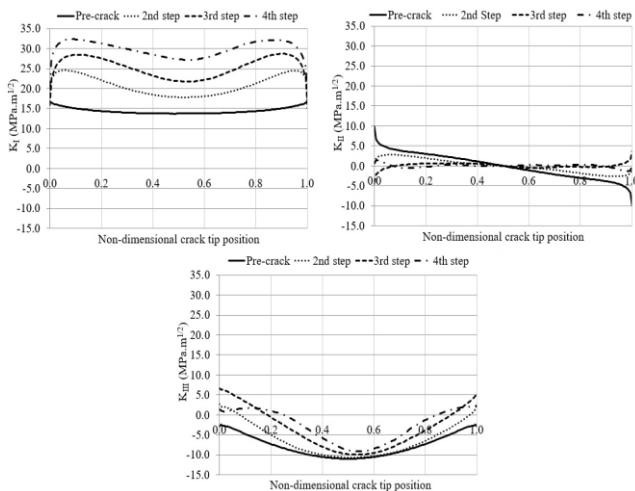 Pre-crack 2nd step 3rd step 4th step
K_I (MPa.m^1/2)
35.0
30.0
25.0
20.0
15.0
10.0
5.0
0.0
-5.0
-10.0
-15.0
0.0 0.2 0.4 0.6 0.8 1.0
Non-dimensional crack tip position
Pre-crack 2nd Step 3rd step 4th step
K_II (MPa.m^1/2)
35.0
30.0
25.0
20.0
15.0
10.0
5.0
0.0
-5.0
-10.0
-15.0
0.0 0.2 0.4 0.6 0.8 1.0
Non-dimensional crack tip position
Pre-crack 2nd step 3rd step 4th step
K_III (MPa.m^1/2)
35.0
30.0
25.0
20.0
15.0
10.0
5.0
0.0
-5.0
-10.0
-15.0
0.0 0.2 0.4 0.6 0.8 1.0
Non-dimensional crack tip position